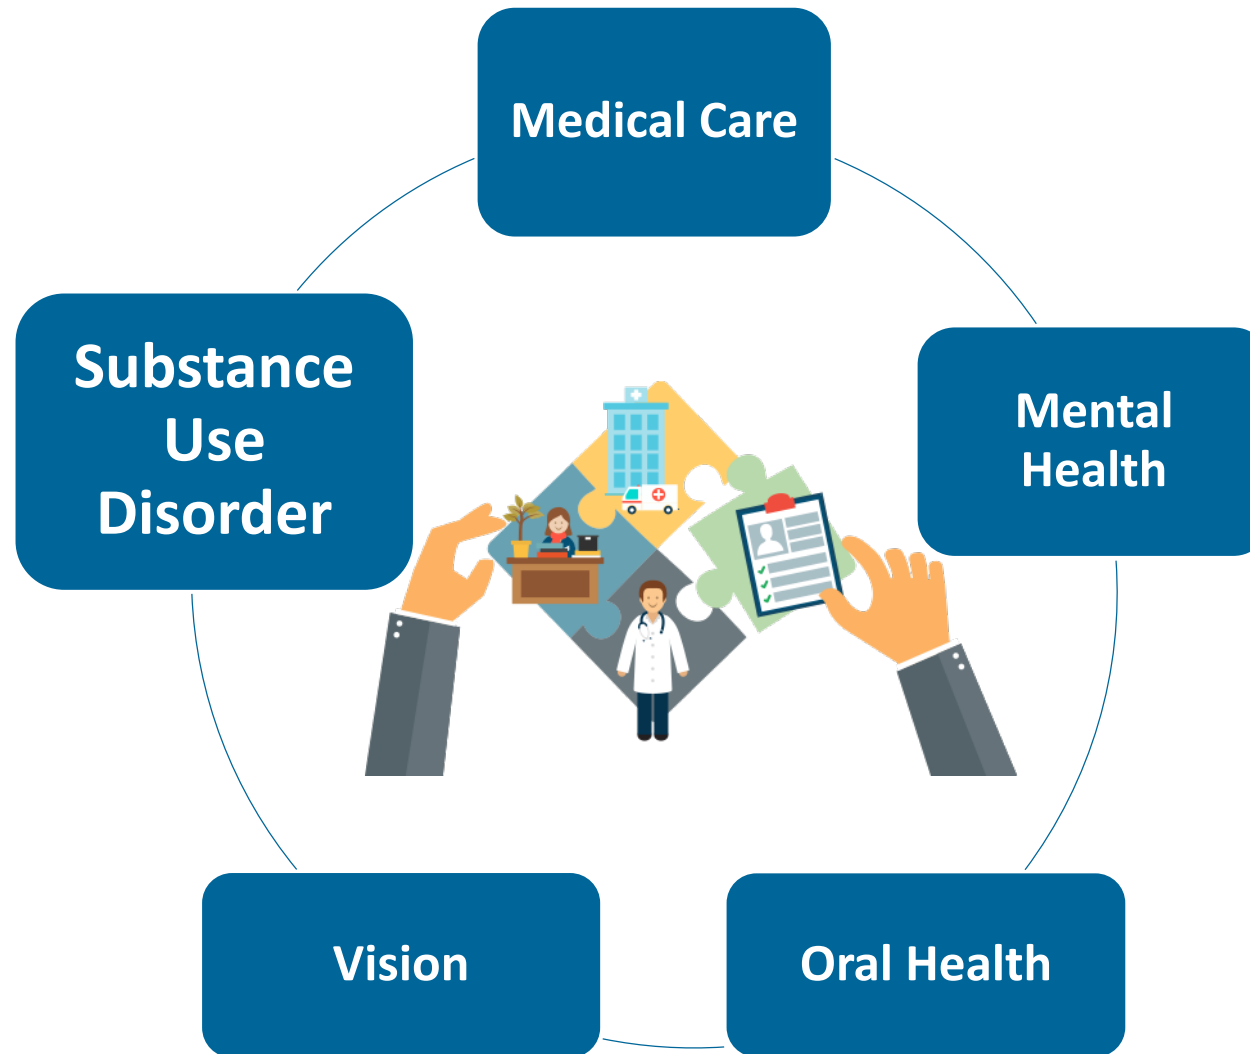 Medical Care
Substance
Use
Disorder
Mental
Health
Vision
Oral Health